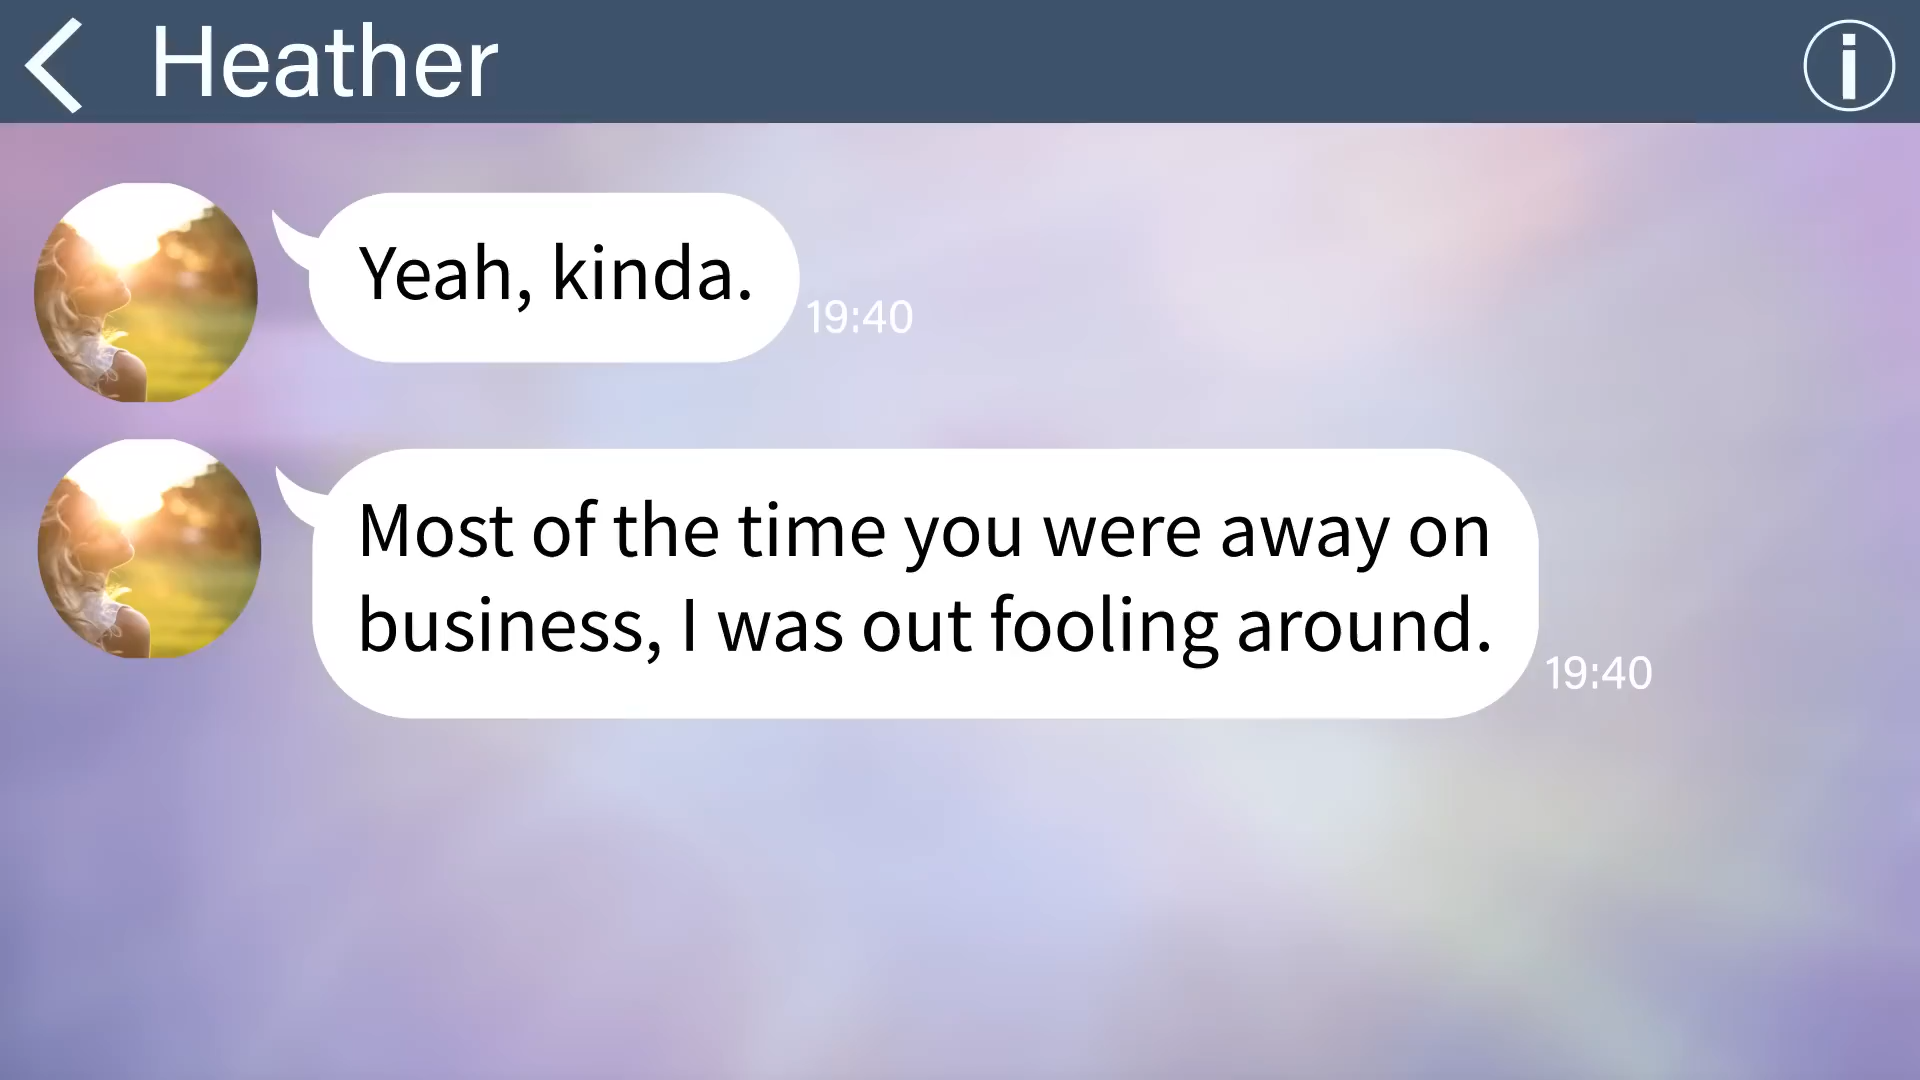 Heather
Yeah, kinda.
19:40
Most of the time you were away on
business, I was out fooling around.
19:40